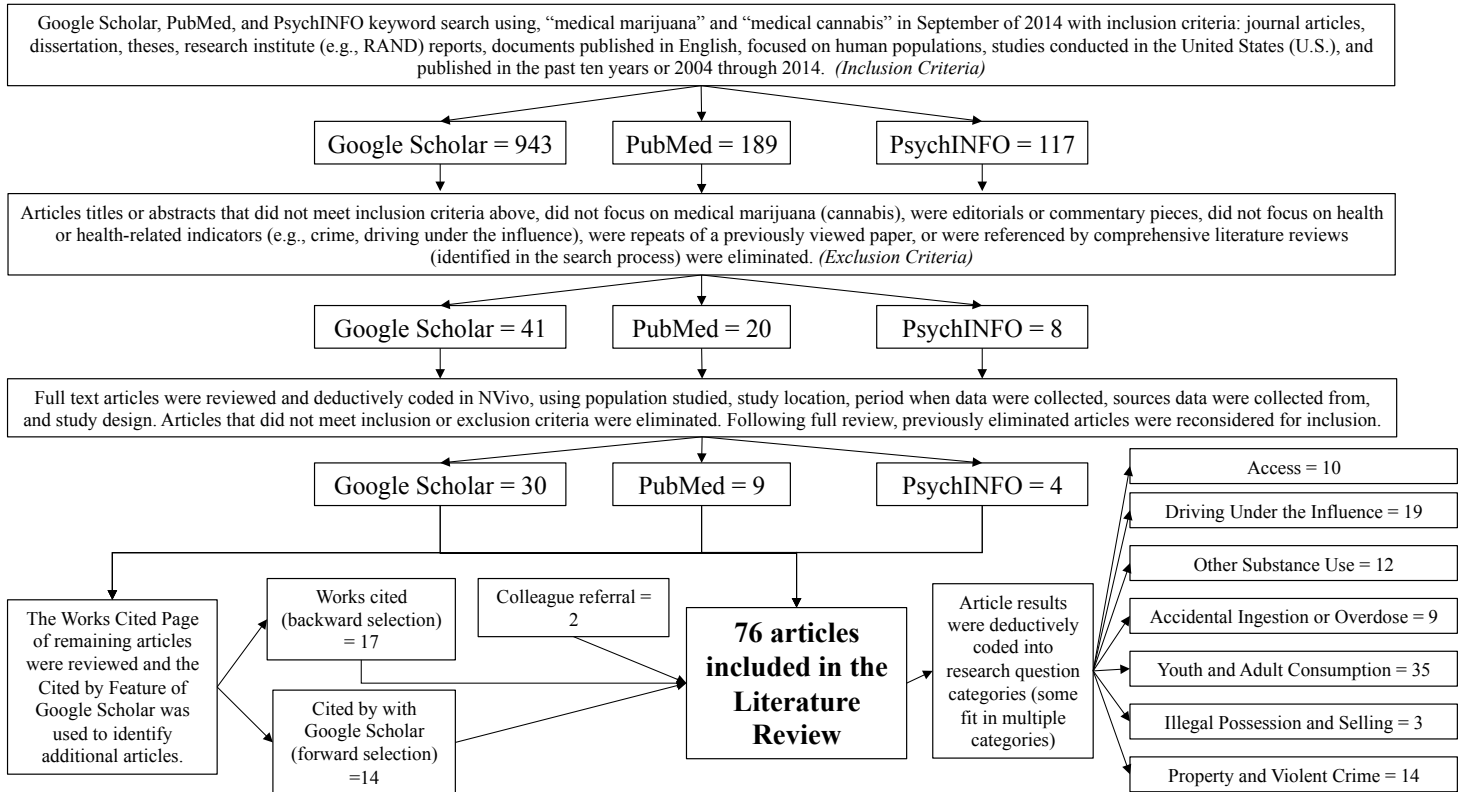 Google Scholar, PubMed, and PsychINFO keyword search using, “medical marijuana” and “medical cannabis” in September of 2014 with inclusion criteria: journal articles,
dissertation, theses, research institute (e.g., RAND) reports, documents published in English, focused on human populations, studies conducted in the United States (U.S.), and
published in the past ten years or 2004 through 2014. (Inclusion Criteria)
Google Scholar = 943
PubMed = 189
PsychINFO = 117
Articles titles or abstracts that did not meet inclusion criteria above, did not focus on medical marijuana (cannabis), were editorials or commentary pieces, did not focus on health
or health-related indicators (e.g., crime, driving under the influence), were repeats of a previously viewed paper, or were referenced by comprehensive literature reviews
(identified in the search process) were eliminated. (Exclusion Criteria)
Google Scholar = 41
PubMed = 20
PsychINFO = 8
Full text articles were reviewed and deductively coded in NVivo, using population studied, study location, period when data were collected, sources data were collected from,
and study design. Articles that did not meet inclusion or exclusion criteria were eliminated. Following full review, previously eliminated articles were reconsidered for inclusion.
Google Scholar = 30
PubMed = 9
PsychINFO = 4
The Works Cited Page
of remaining articles
were reviewed and the
Cited by Feature of
Google Scholar was
used to identify
additional articles.
Works cited
(backward selection)
= 17
Cited by with
Google Scholar
(forward selection)
=14
Colleague referral =
2
76 articles
included in the
Literature
Review
Article results
were deductively
coded into
research question
categories (some
fit in multiple
categories)
Access = 10
Driving Under the Influence = 19
Other Substance Use = 12
Accidental Ingestion or Overdose = 9
Youth and Adult Consumption = 35
Illegal Possession and Selling = 3
Property and Violent Crime = 14